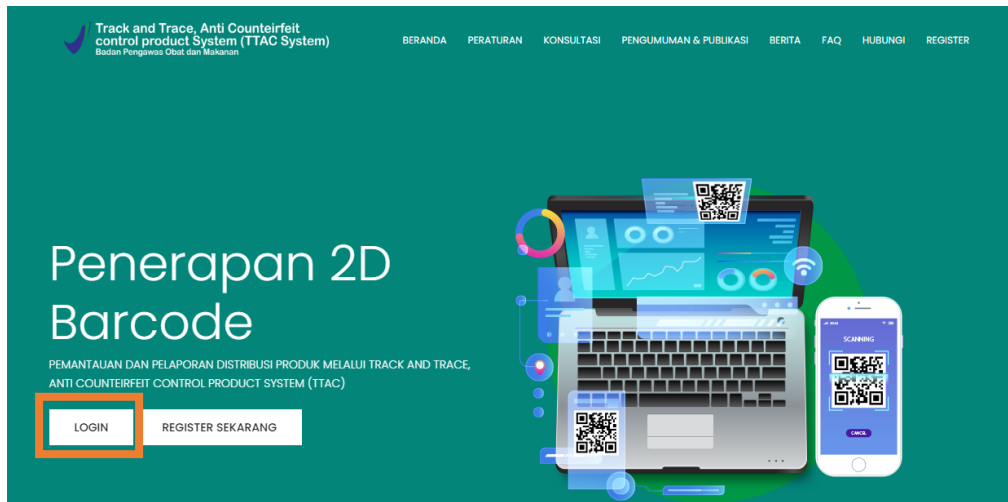 Track and Trace, Anti Counteirfeit
control product System (TTAC System)
Badan Pengawas Obat dan Makanan
BERANDA PERATURAN KONSULTASI PENGUMUMAN & PUBLIKASI BERITA FAQ HUBUNGI REGISTER
Penerapan 2D
Barcode
PEMANTAUAN DAN PELAPORAN DISTRIBUSI PRODUK MELALUI TRACK AND TRACE,
ANTI COUNTEIRFEIT CONTROL PRODUCT SYSTEM (TTAC)
LOGIN REGISTER SEKARANG
SCANNING
CANCEL